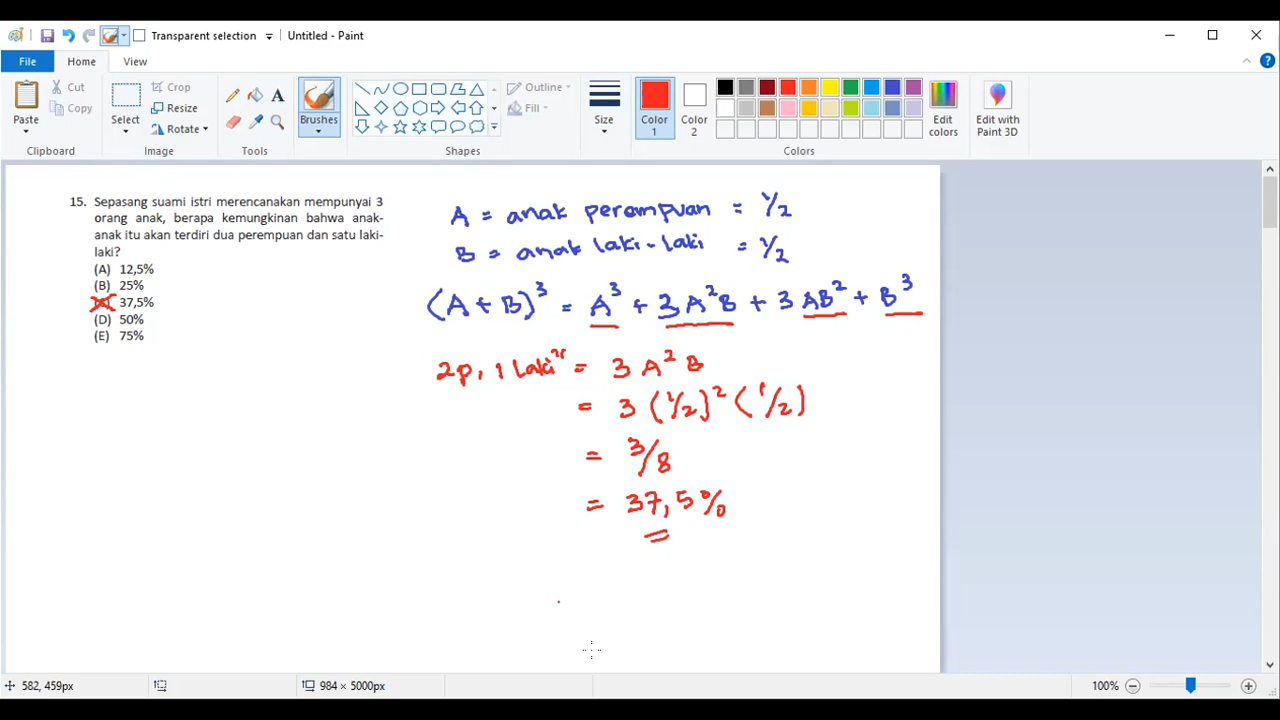 Transparent selection
Untitled - Paint
File
Home
View
Paste
Cut
Copy
Clipboard
Select
Crop
Resize
Rotate
Image
A
Tools
Brushes
Outline
Fill
Shapes
Size
Color 1
Color 2
Edit colors
Edit with Paint 3D
Colors
15. Sepasang suami istri merencanakan mempunyai 3
orang anak, berapa kemungkinan bahwa anak-
anak itu akan terdiri dua perempuan dan satu laki-
laki?
(A) 12,5%
(B) 25%
37,5%
(D) 50%
(E) 75%
A = anak perempuan = 1/2
B = anak laki-laki = 1/2
(A + B)³ = A³ + 3A²B + 3AB² + B³
2p, 1 laki² = 3A²B
= 3 (1/2)² (1/2)
= 3/8
= 37,5%
582, 459px
984 × 5000px
100%